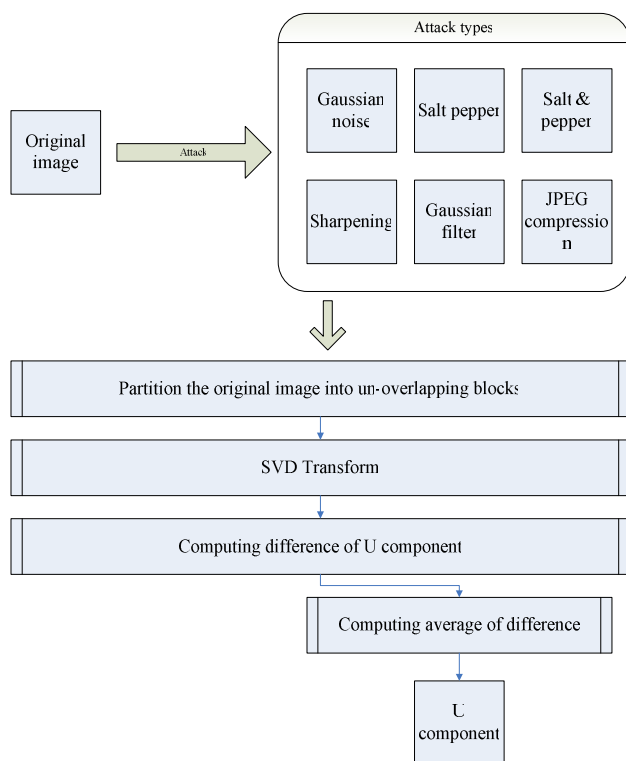 Attack types
Original
image
Attack
Gaussian
noise
Salt pepper
Salt &
pepper
Sharpening
Gaussian
filter
JPEG
compressio
n
Partition the original image into un-overlapping blocks
SVD Transform
Computing difference of U component
Computing average of difference
U
component